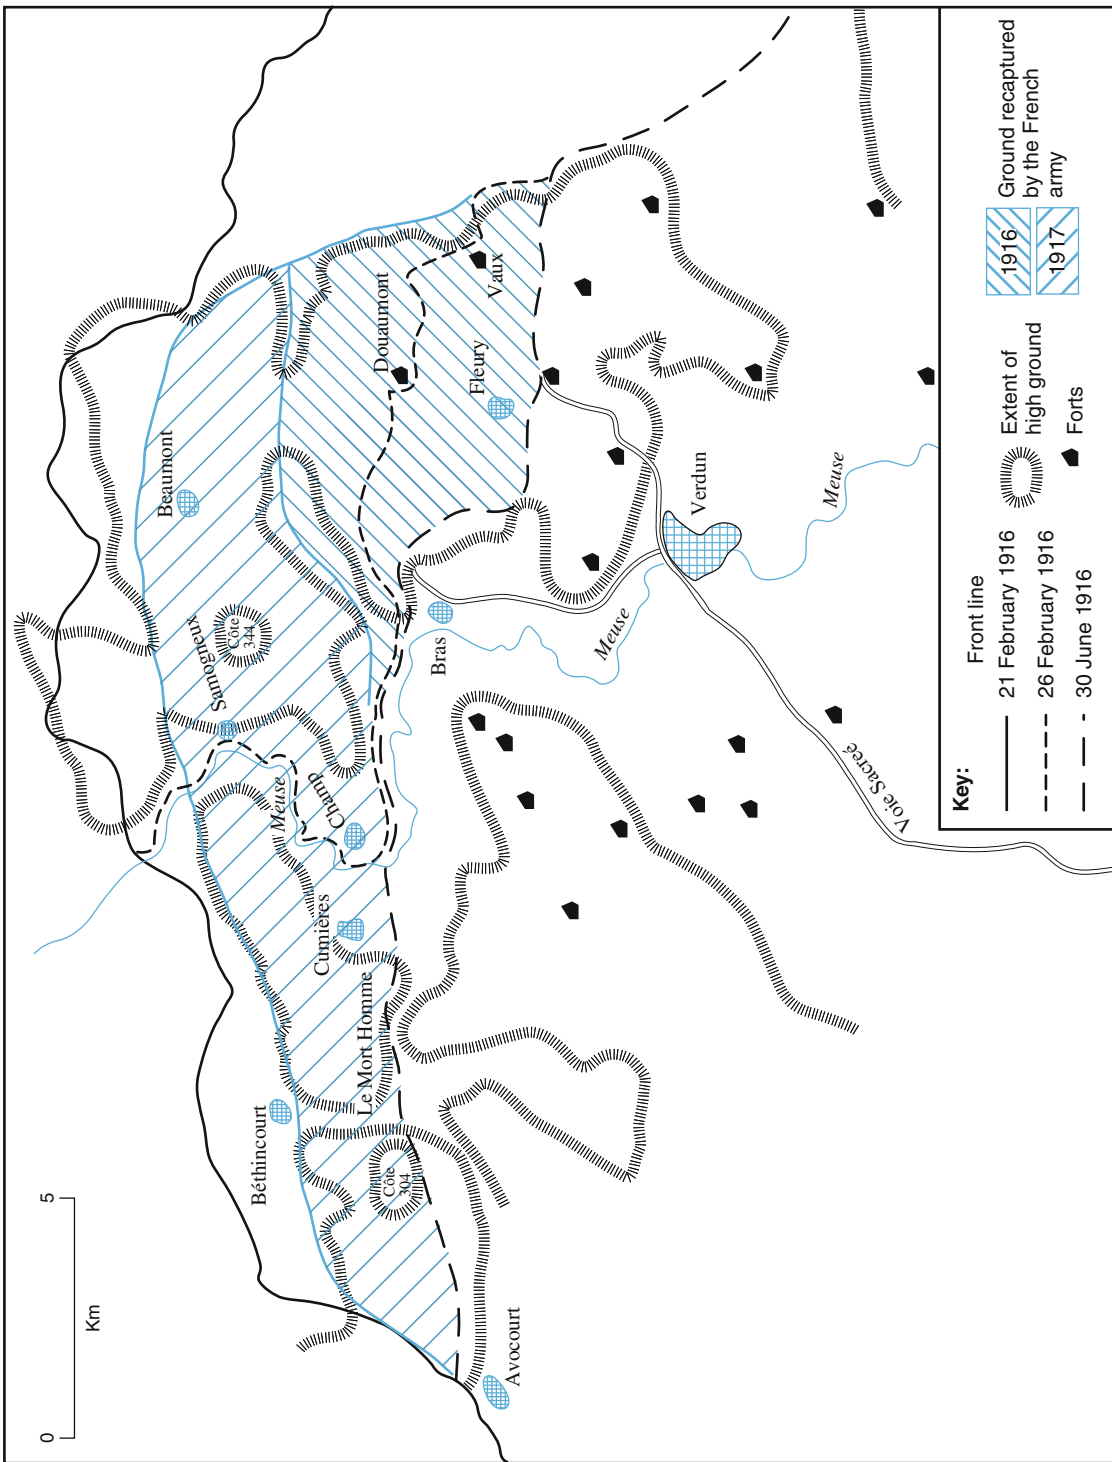 0
5
Km
Avocourt
Béthincourt
Côte
304
Le Mort Homme
Cumières
Champ
Meuse
Samogneux
Côte
344
Beaumont
Douaumont
Vaux
Fleury
Bras
Meuse
Verdun
Meuse
Voie Sacreé
Key:
Front line
21 February 1916
26 February 1916
30 June 1916
Extent of
high ground
Forts
1916
1917
Ground recaptured
by the French
army